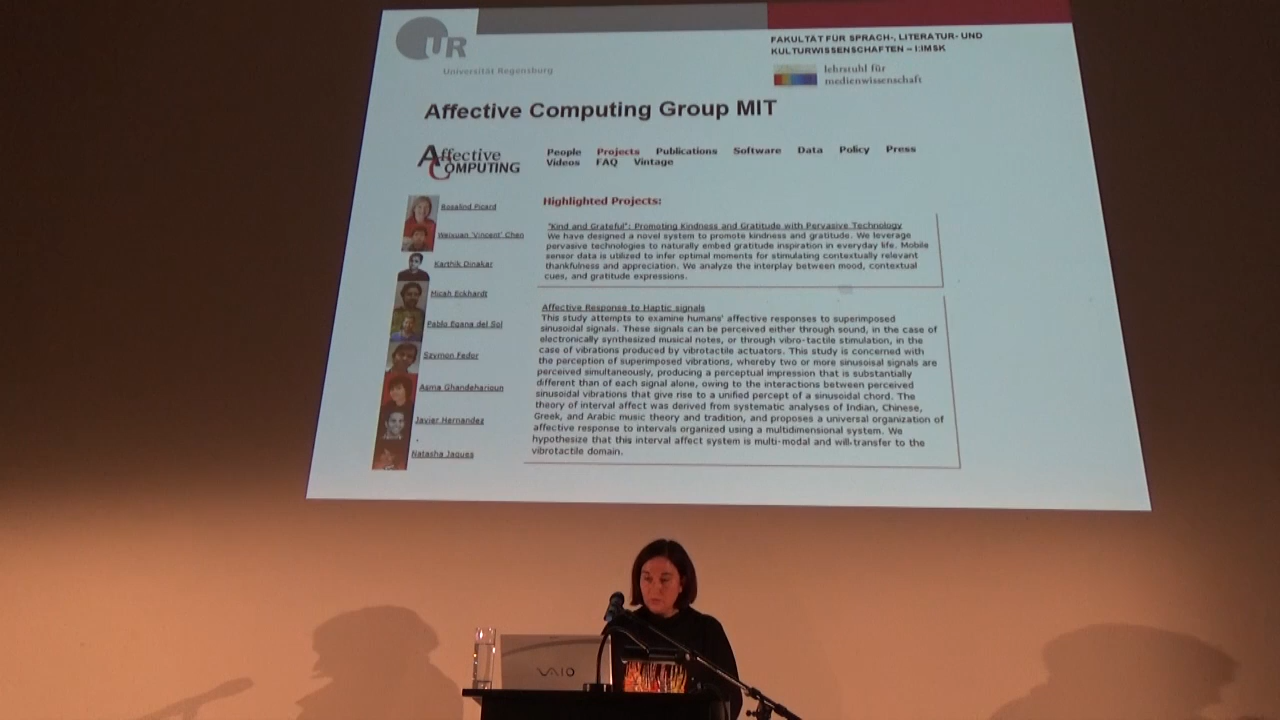 UR
Universität Regensburg
FAKULTÄT FÜR SPRACH-, LITERATUR- UND
KULTURWISSENSCHAFTEN – I:IMSK
lehrstuhl für
medienwissenschaft
Affective Computing Group MIT
Affective
Computing
People Projects Publications Software Data Policy Press
Videos FAQ Vintage
Rosalind Picard
Weixuan 'Vincent' Chen
Karthik Dinakar
Micah Eckhardt
Pablo Egana del Sol
Szymon Fedor
Asma Ghandeharioun
Javier Hernandez
Natasha Jaques
Highlighted Projects:
"Kind and Grateful": Promoting Kindness and Gratitude with Pervasive Technology
We have designed a novel system to promote kindness and gratitude. We leverage
pervasive technologies to naturally embed gratitude inspiration in everyday life. Mobile
sensor data is utilized to infer optimal moments for stimulating contextually relevant
thankfulness and appreciation. We analyze the interplay between mood, contextual
cues, and gratitude expressions.
Affective Response to Haptic signals
This study attempts to examine humans' affective responses to superimposed
sinusoidal signals. These signals can be perceived either through sound, in the case of
electronically synthesized musical notes, or through vibro-tactile stimulation, in the
case of vibrations produced by vibrotactile actuators. This study is concerned with
the perception of superimposed vibrations, whereby two or more sinusoisal signals are
perceived simultaneously, producing a perceptual impression that is substantially
different than of each signal alone, owing to the interactions between perceived
sinusoidal vibrations that give rise to a unified percept of a sinusoidal chord. The
theory of interval affect was derived from systematic analyses of Indian, Chinese,
Greek, and Arabic music theory and tradition, and proposes a universal organization of
affective response to intervals organized using a multidimensional system. We
hypothesize that this interval affect system is multi-modal and will transfer to the
vibrotactile domain.
VAIO